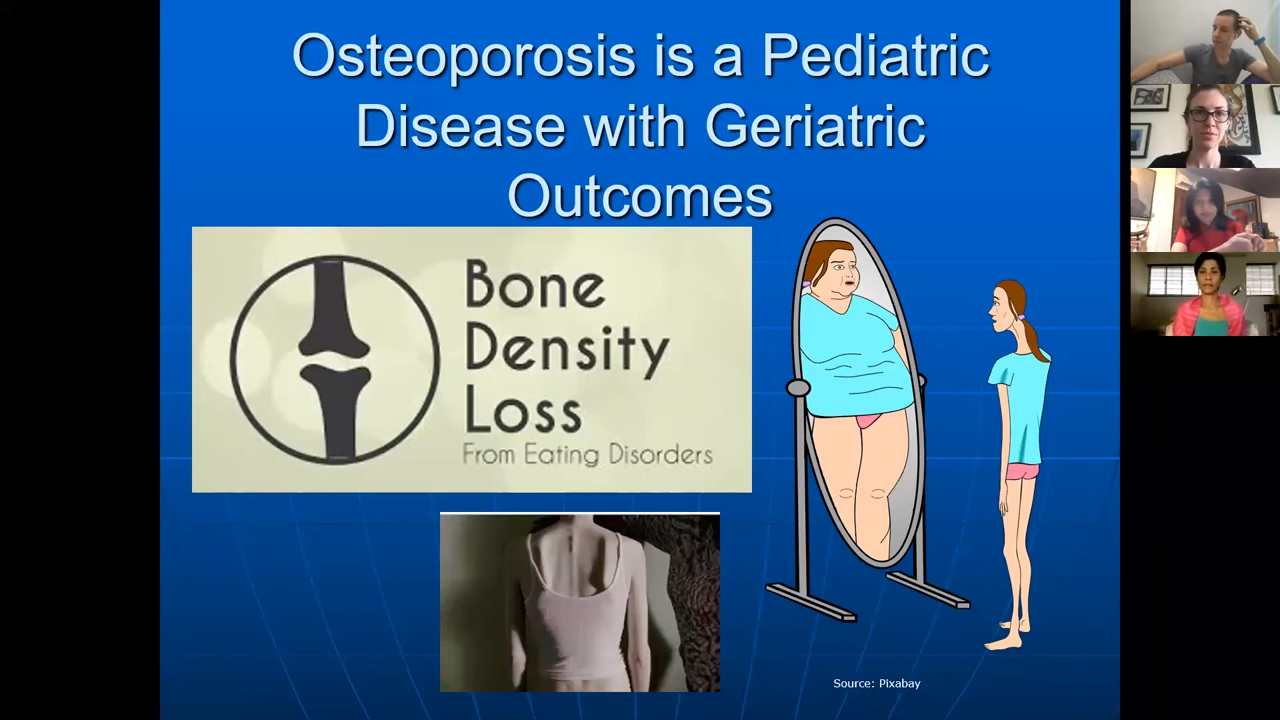 Osteoporosis is a Pediatric
Disease with Geriatric
Outcomes
Bone
Density
Loss
From Eating Disorders
Source: Pixabay